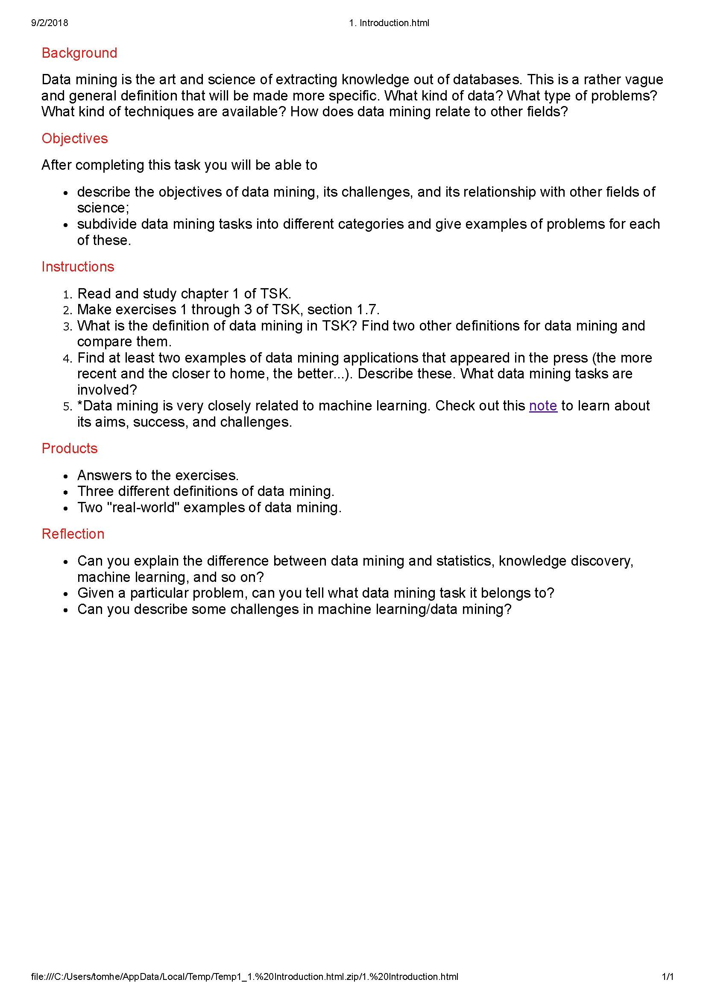 9/2/2018 1. Introduction.html
Background
Data mining is the art and science of extracting knowledge out of databases. This is a rather vague
and general definition that will be made more specific. What kind of data? What type of problems?
What kind of techniques are available? How does data mining relate to other fields?
Objectives
After completing this task you will be able to
• describe the objectives of data mining, its challenges, and its relationship with other fields of
science;
• subdivide data mining tasks into different categories and give examples of problems for each
of these.
Instructions
1. Read and study chapter 1 of TSK.
2. Make exercises 1 through 3 of TSK, section 1.7.
3. What is the definition of data mining in TSK? Find two other definitions for data mining and
compare them.
4. Find at least two examples of data mining applications that appeared in the press (the more
recent and the closer to home, the better...). Describe these. What data mining tasks are
involved?
5. *Data mining is very closely related to machine learning. Check out this note to learn about
its aims, success, and challenges.
Products
• Answers to the exercises.
• Three different definitions of data mining.
• Two "real-world" examples of data mining.
Reflection
• Can you explain the difference between data mining and statistics, knowledge discovery,
machine learning, and so on?
• Given a particular problem, can you tell what data mining task it belongs to?
• Can you describe some challenges in machine learning/data mining?
file:///C:/Users/tomhe/AppData/Local/Temp/Temp1_1.%20Introduction.html.zip/1.%20Introduction.html 1/1